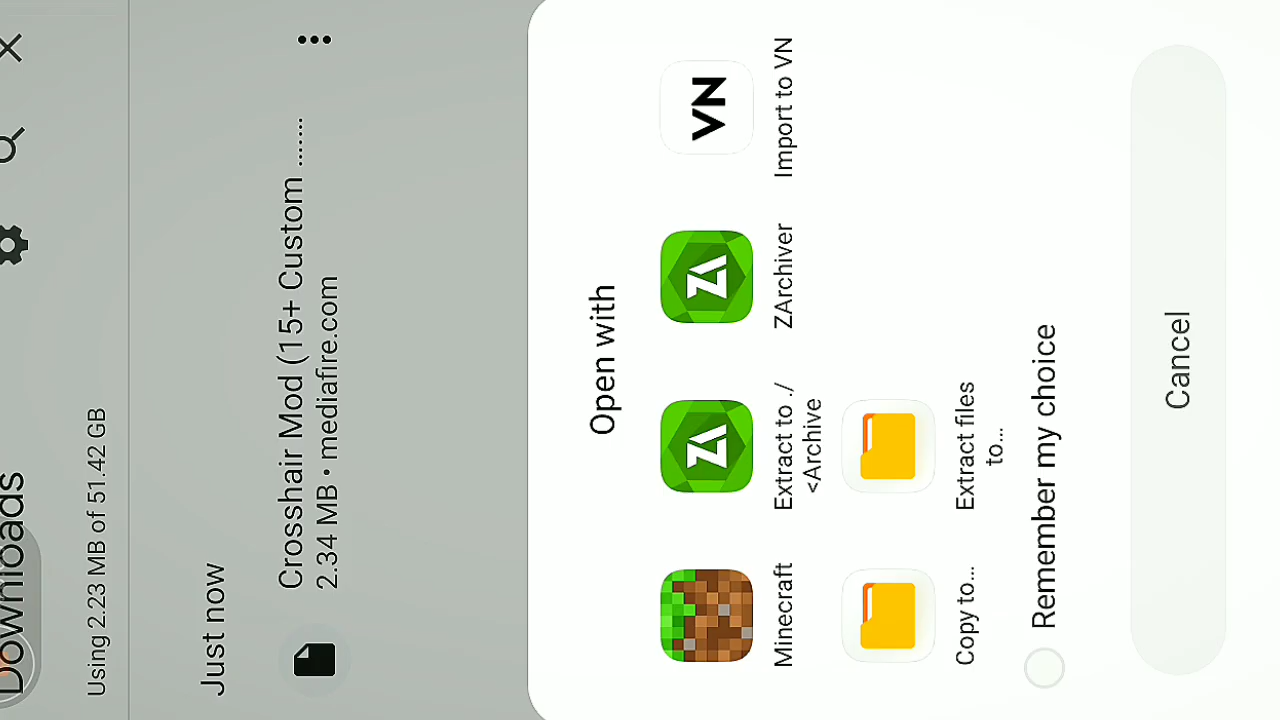 Downloads
Using 2.23 MB of 51.42 GB
Just now
Crosshair Mod (15+ Custom .......
2.34 MB • mediafire.com
Open with
Minecraft
Extract to ./
<Archive
ZArchiver
VN
Import to VN
Copy to...
Extract files
to...
Remember my choice
Cancel